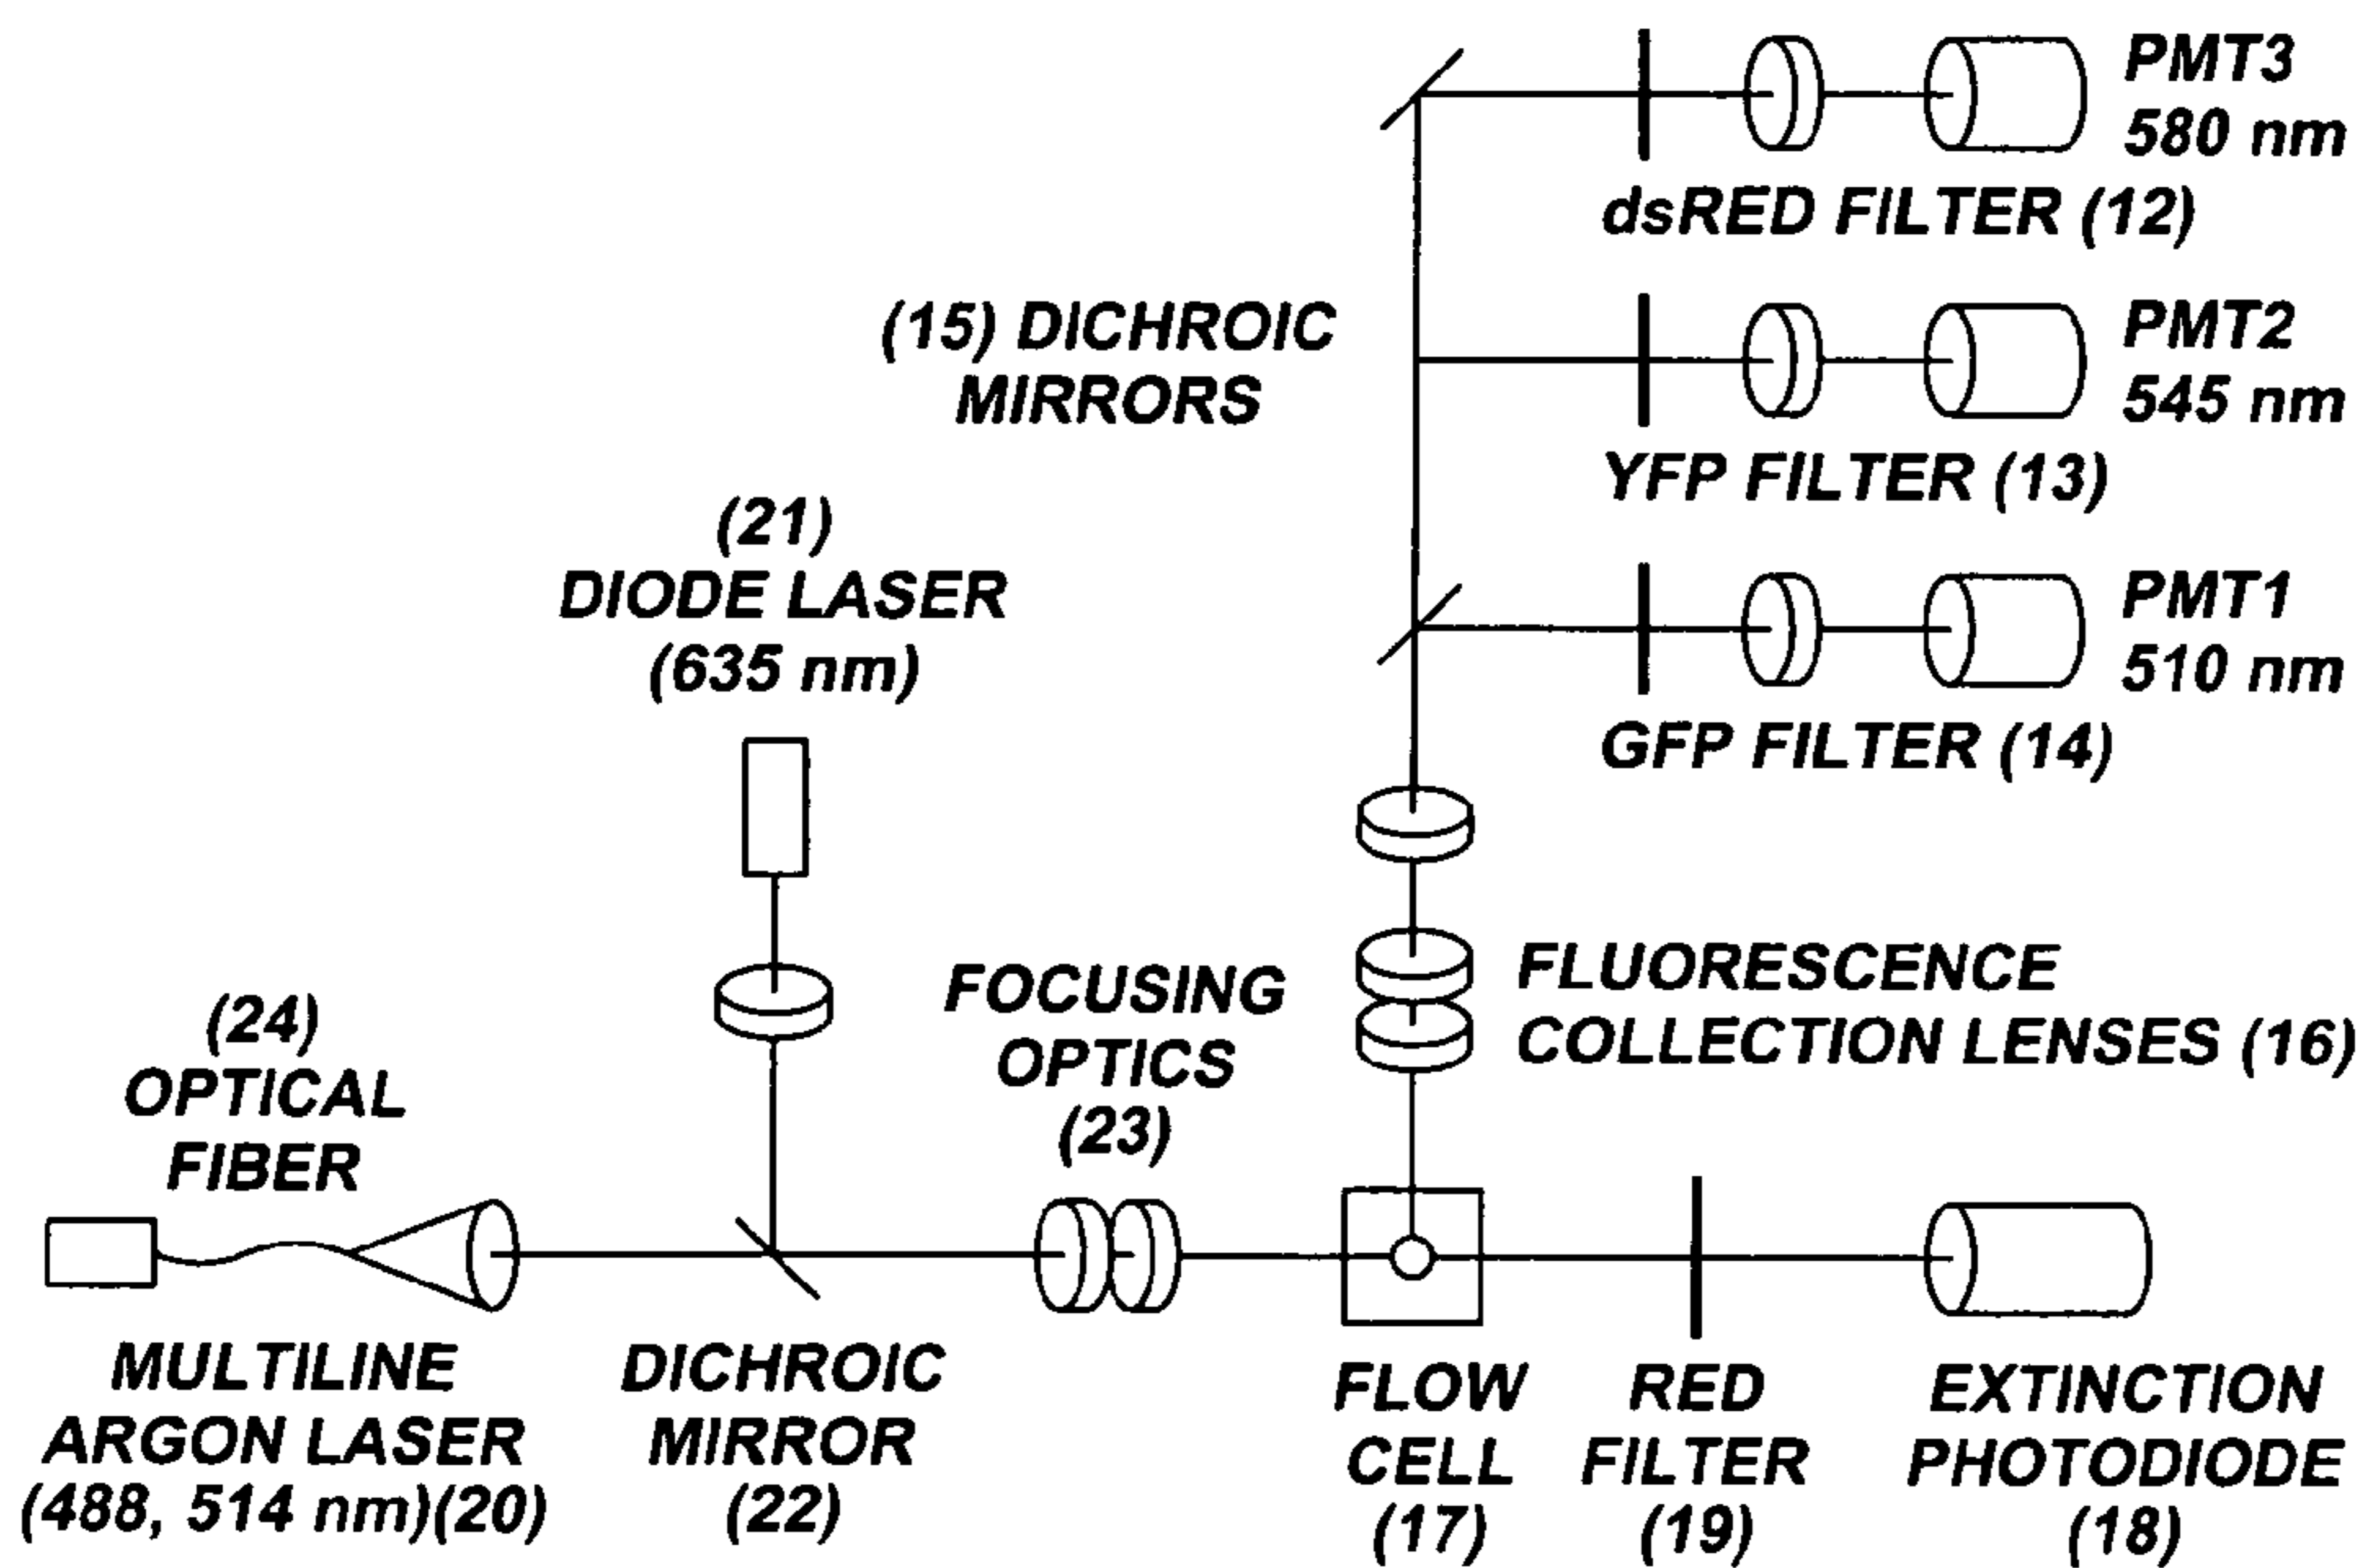 PMT3
580 nm
dsRED FILTER (12)
(15) DICHROIC
MIRRORS
PMT2
545 nm
YFP FILTER (13)
(21)
DIODE LASER
(635 nm)
PMT1
510 nm
GFP FILTER (14)
(24)
OPTICAL
FIBER
FOCUSING
OPTICS
(23)
FLUORESCENCE
COLLECTION LENSES (16)
MULTILINE
ARGON LASER
(488, 514 nm)(20)
DICHROIC
MIRROR
(22)
FLOW
CELL
(17)
RED
FILTER
(19)
EXTINCTION
PHOTODIODE
(18)